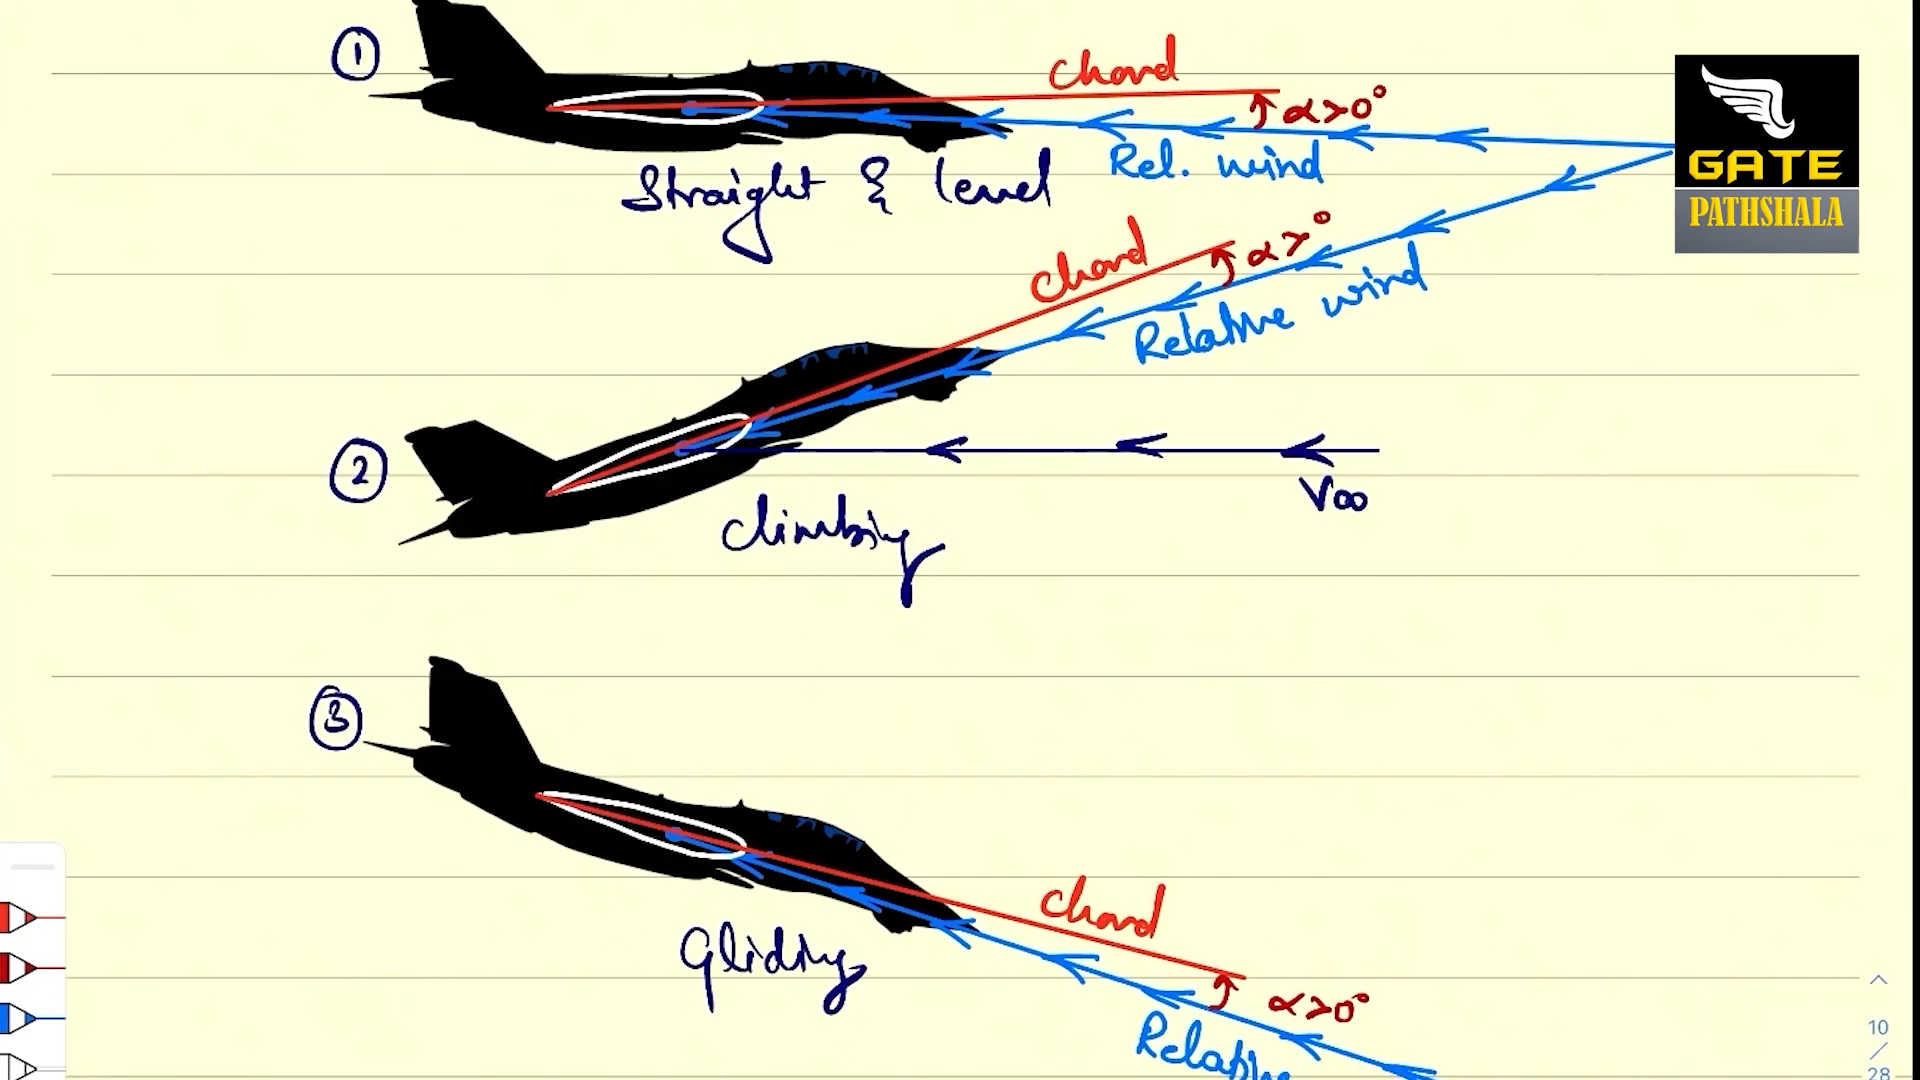 ①
Chord
α>0°
Rel. wind
Straight & level
GATE
PATHSHALA
Chord
α>°
Relative wind
②
V∞
Climbing
③
Chord
Gliding
α>0°
Relative
10
/
28